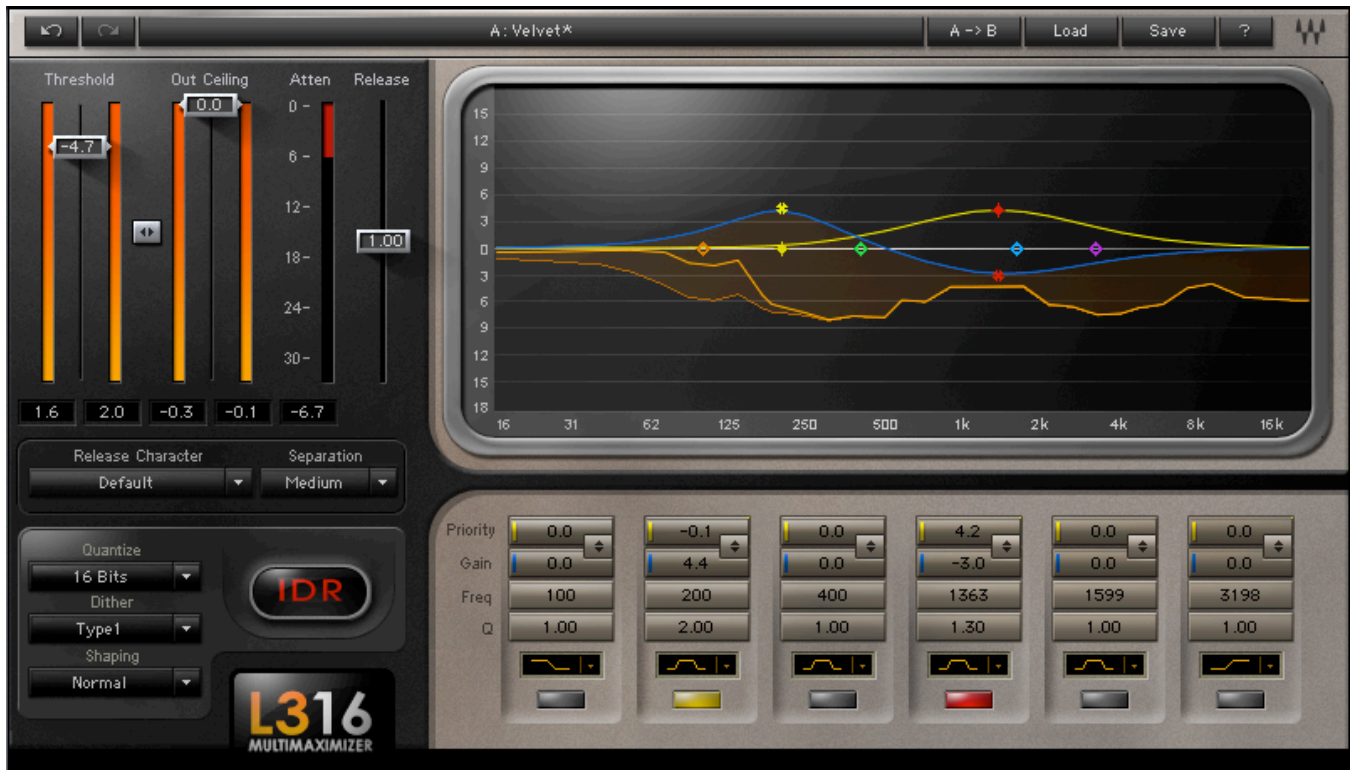 A: Velvet*
A -> B
Load
Save
?
Threshold
Out Ceiling
Atten
Release
-4.7
0.0
1.00
0 -
6 -
12-
18-
24-
30-
1.6
2.0
-0.3
-0.1
-6.7
Release Character
Separation
Default
Medium
Quantize
16 Bits
Dither
Type1
Shaping
Normal
IDR
L316
MULTIMAXIMIZER
15
12
9
6
3
0
3
6
9
12
15
18
16 31 62 125 250 500 1k 2k 4k 8k 16k
Priority 0.0 -0.1 0.0 4.2 0.0 0.0
Gain 0.0 4.4 0.0 -3.0 0.0 0.0
Freq 100 200 400 1363 1599 3198
Q 1.00 2.00 1.00 1.30 1.00 1.00